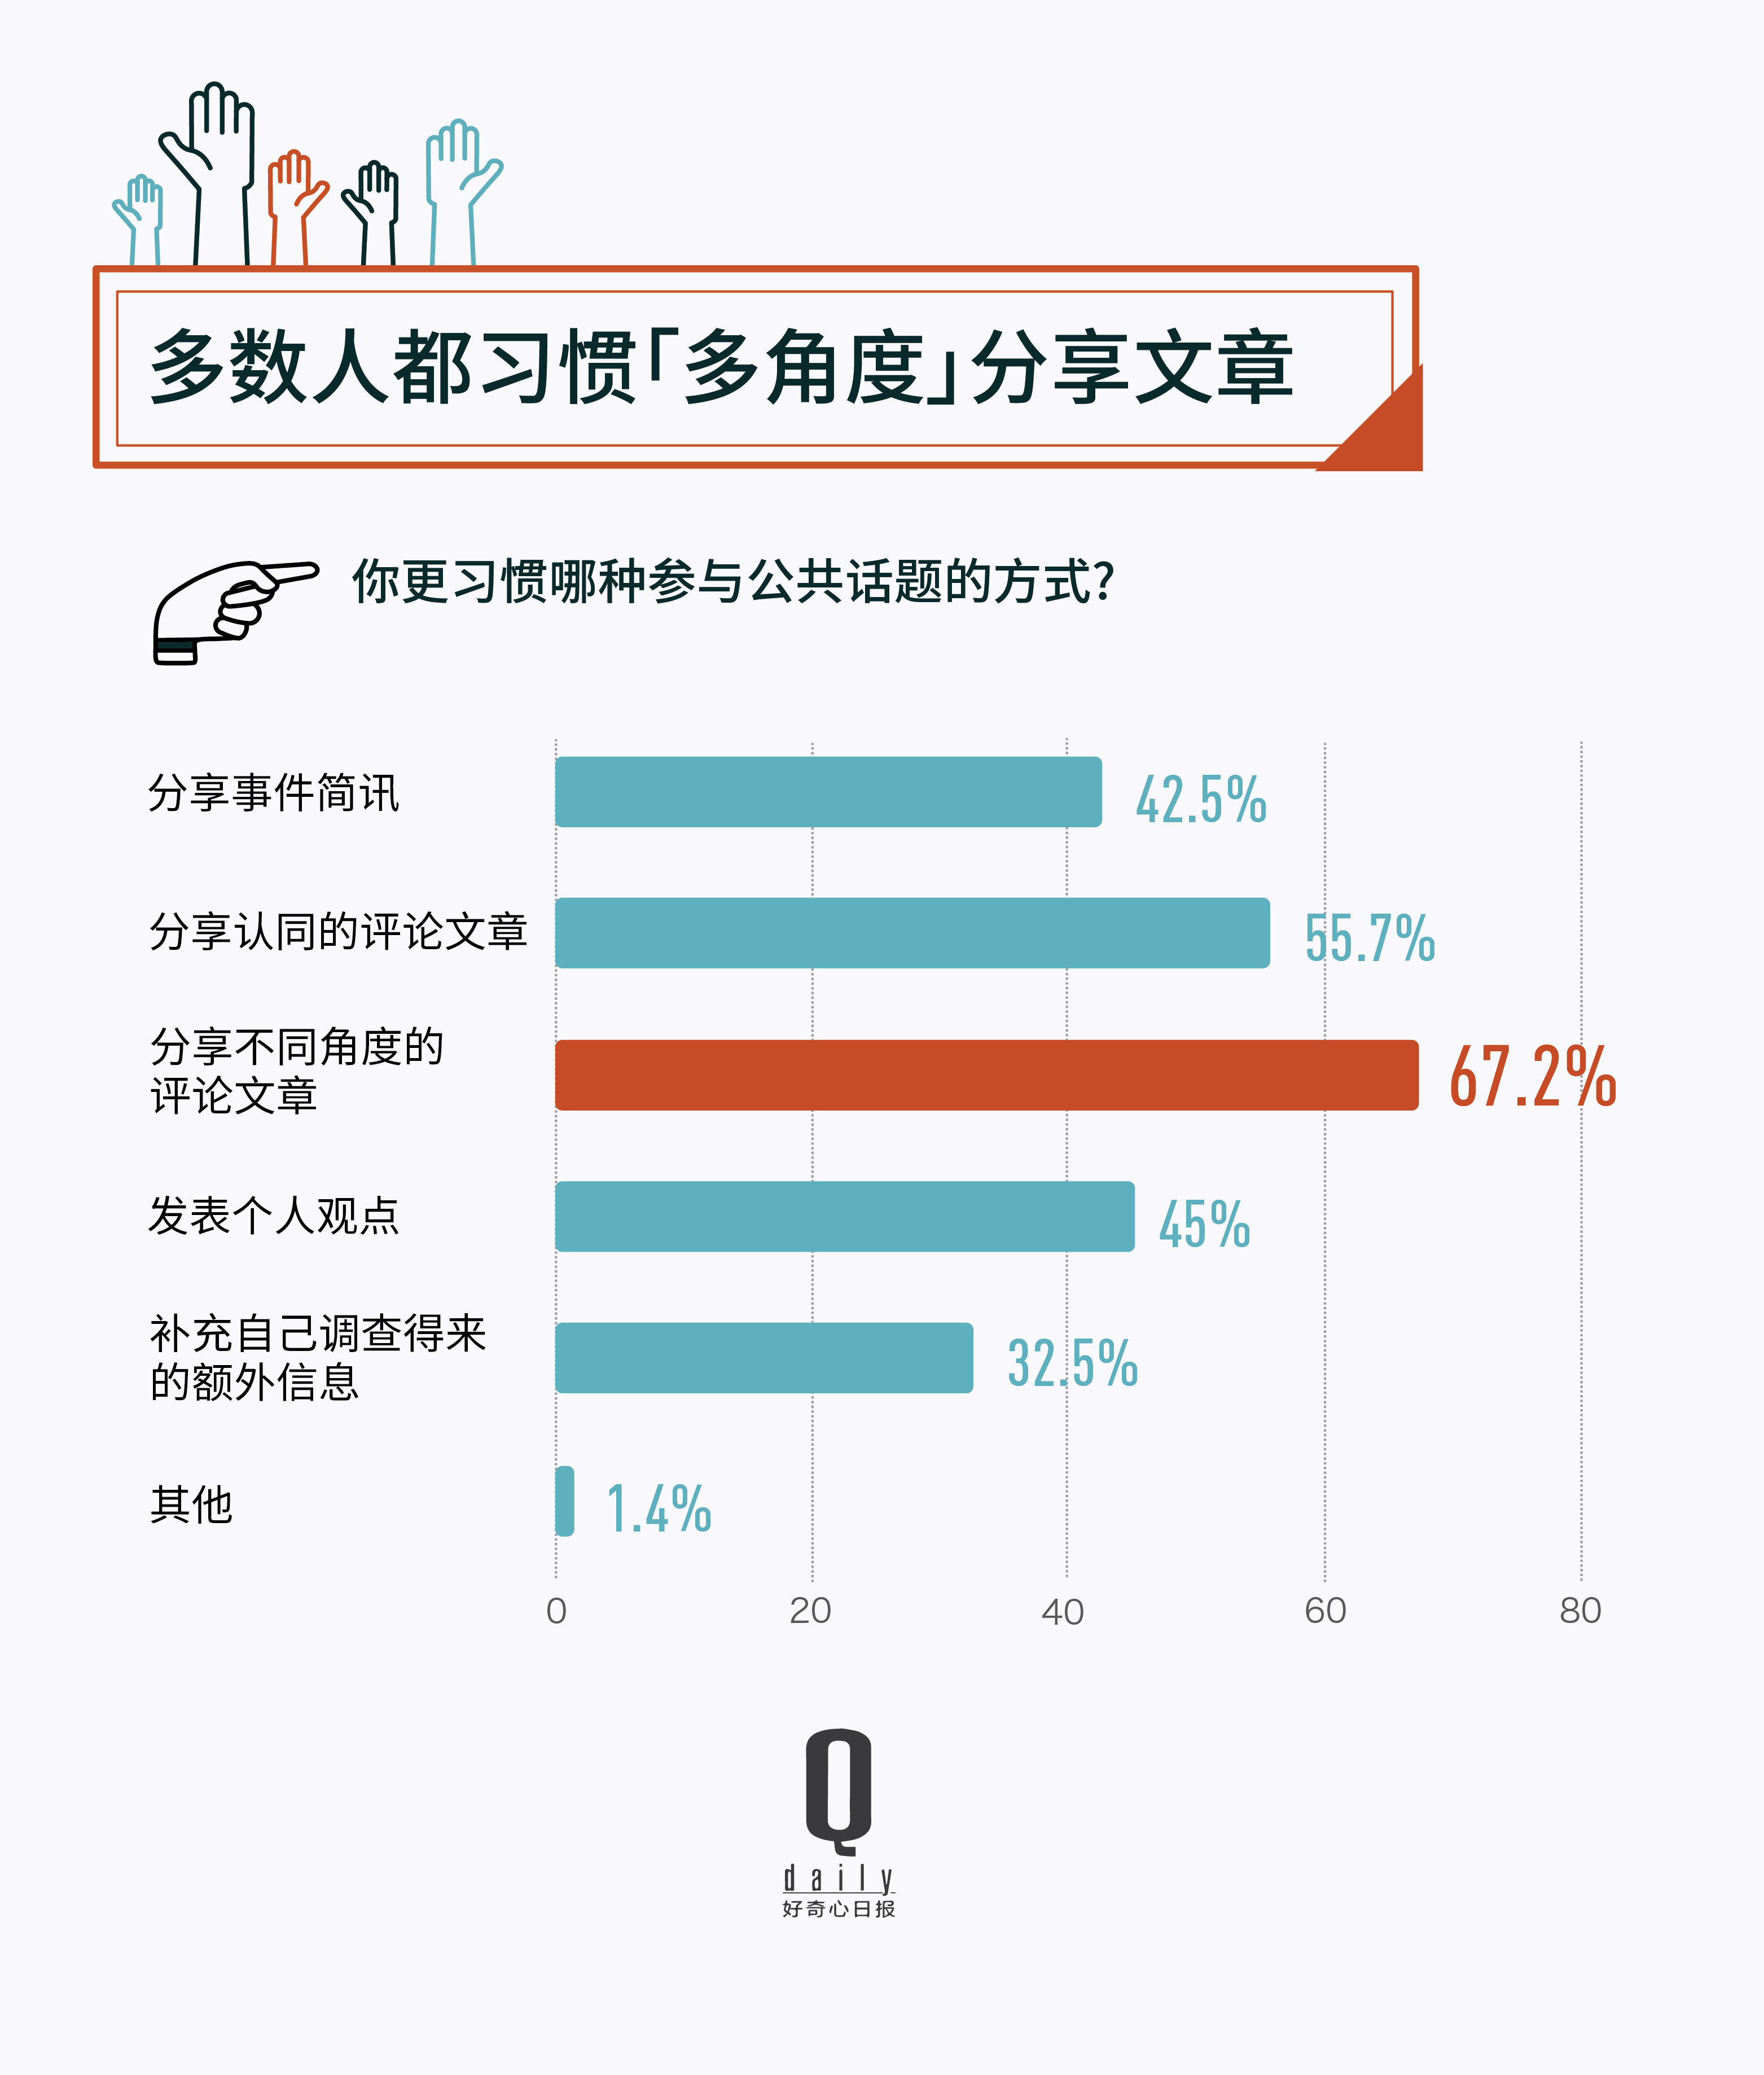 多数人都习惯「多角度」分享文章
你更习惯哪种参与公共话题的方式?
分享事件简讯
42.5%
分享认同的评论文章
55.7%
分享不同角度的
评论文章
67.2%
发表个人观点
45%
补充自己调查得来
的额外信息
32.5%
其他
1.4%
0 20 40 60 80
Q
daily
好奇心日报